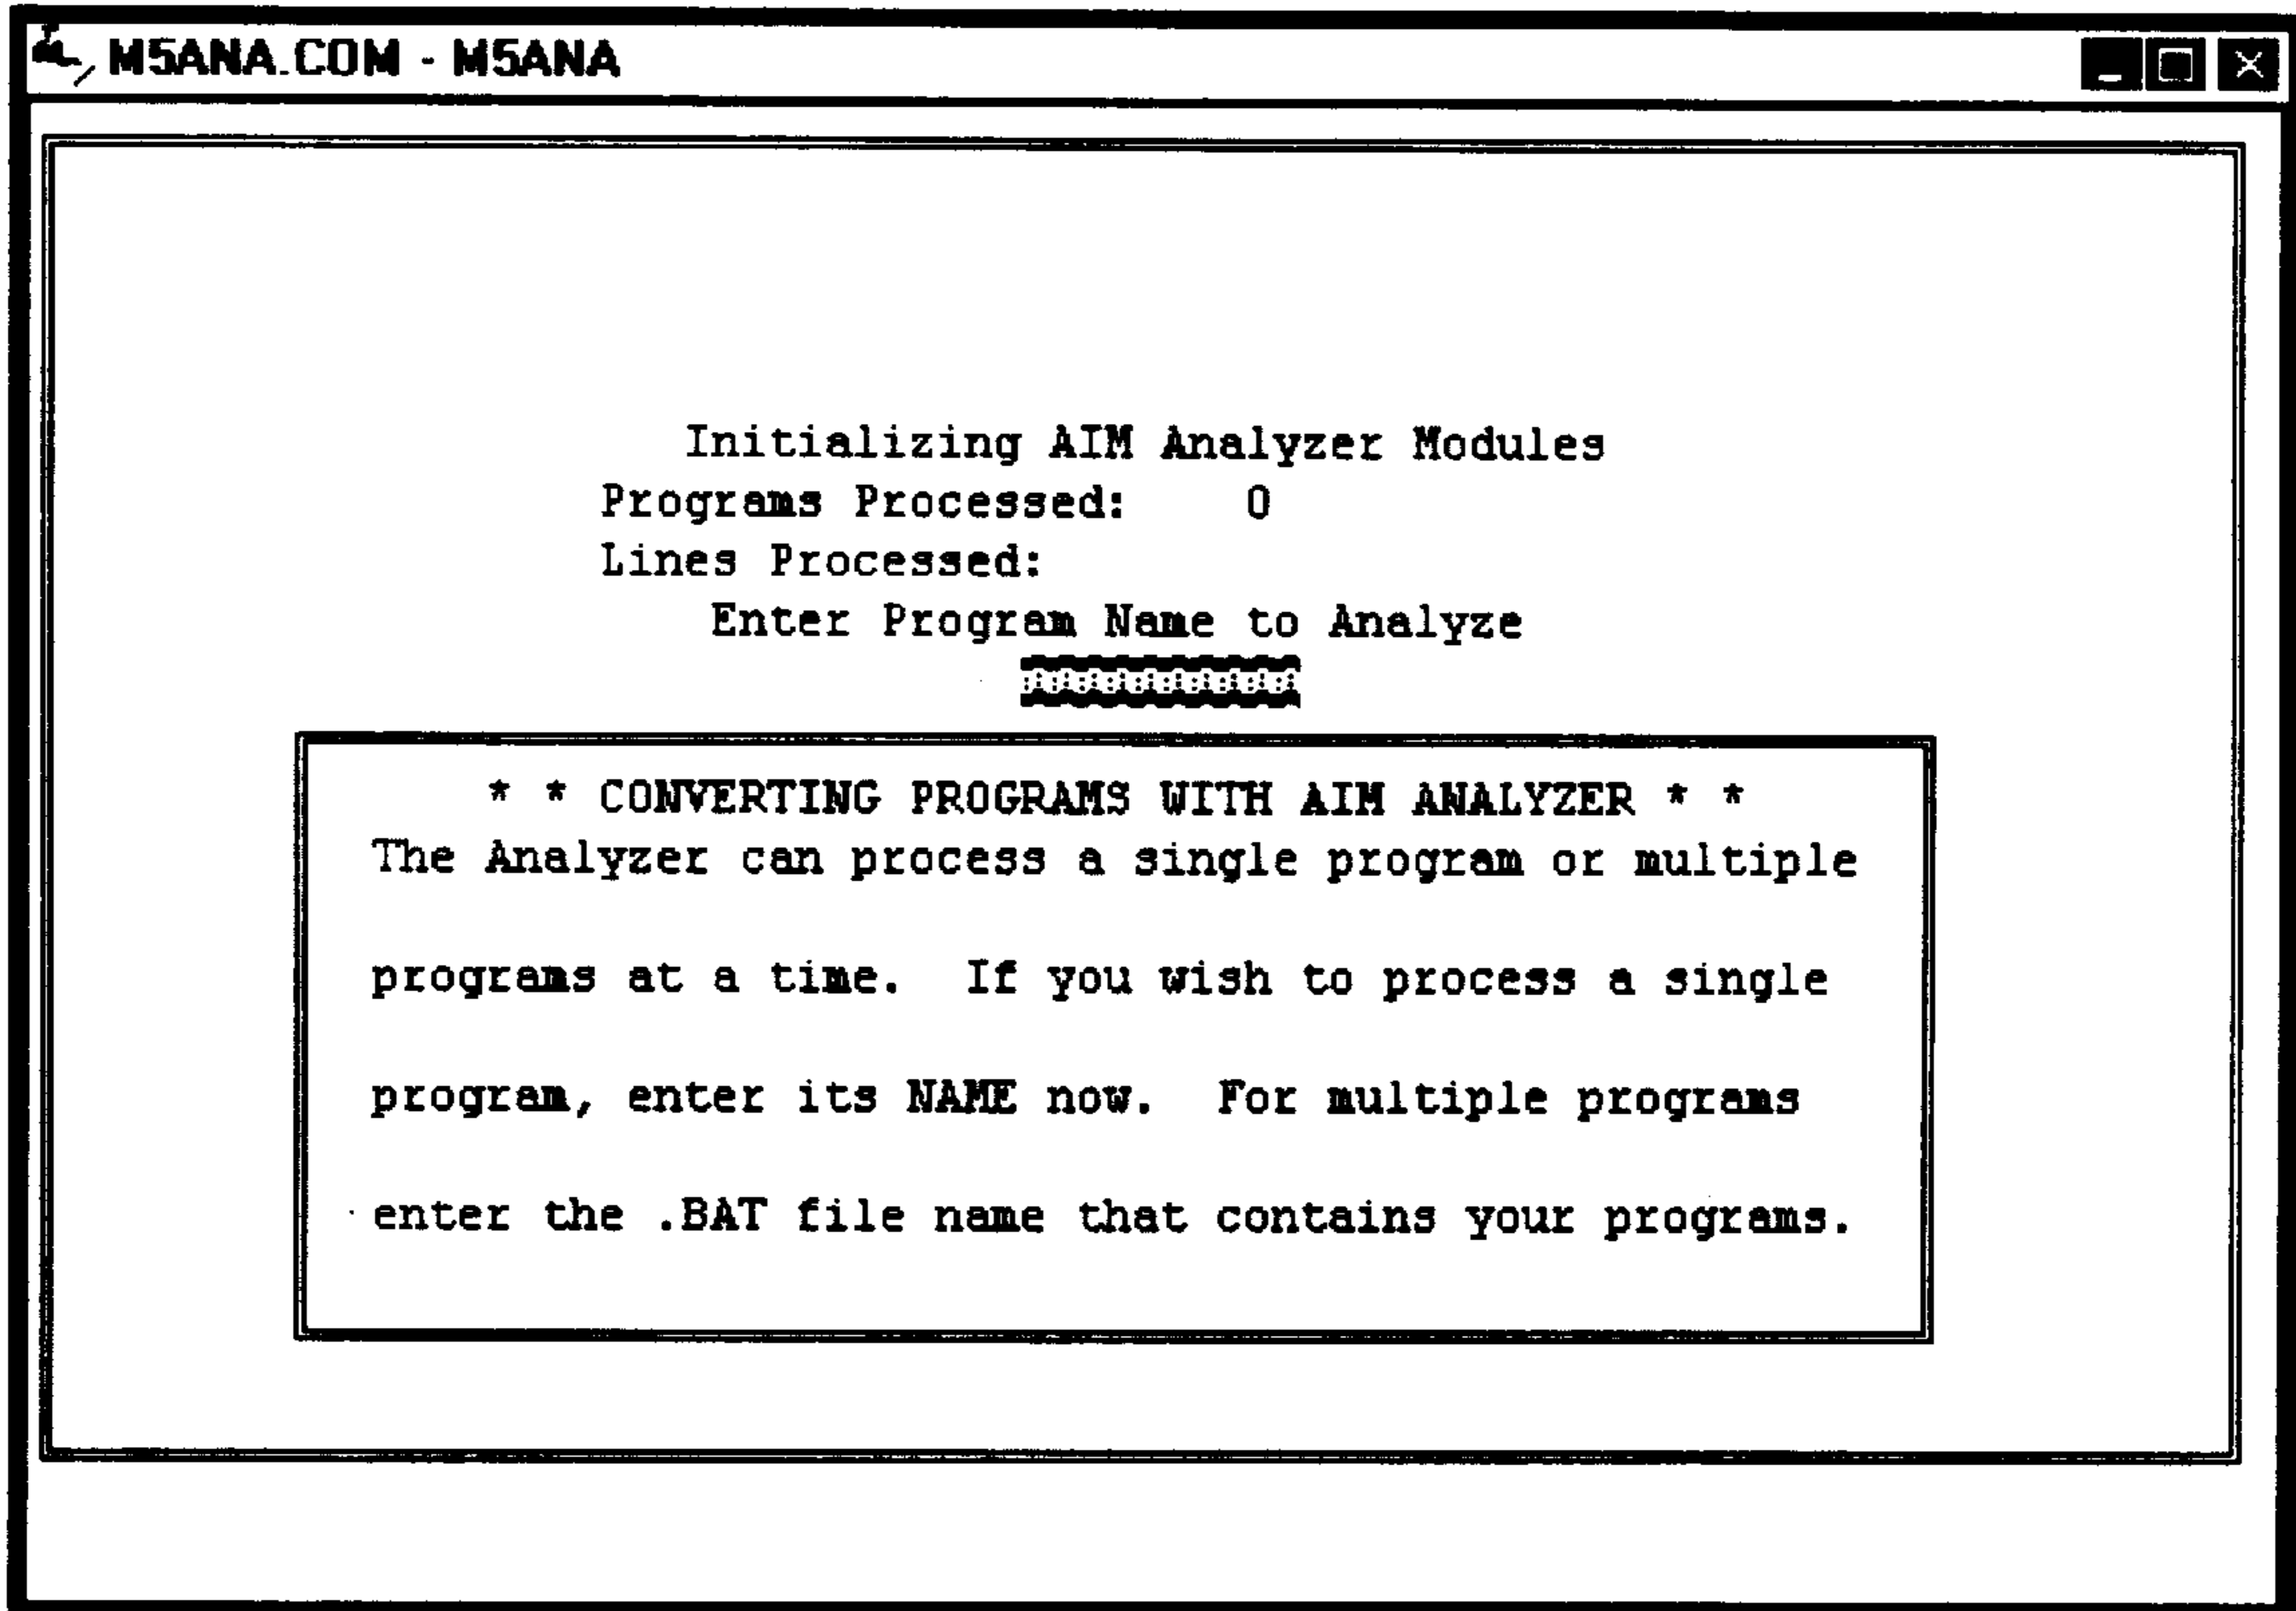 M5ANA.COM - M5ANA
Initializing AIM Analyzer Modules
Programs Processed: 0
Lines Processed:
Enter Program Name to Analyze
* * CONVERTING PROGRAMS WITH AIM ANALYZER * *
The Analyzer can process a single program or multiple
programs at a time. If you wish to process a single
program, enter its NAME now. For multiple programs
enter the .BAT file name that contains your programs.